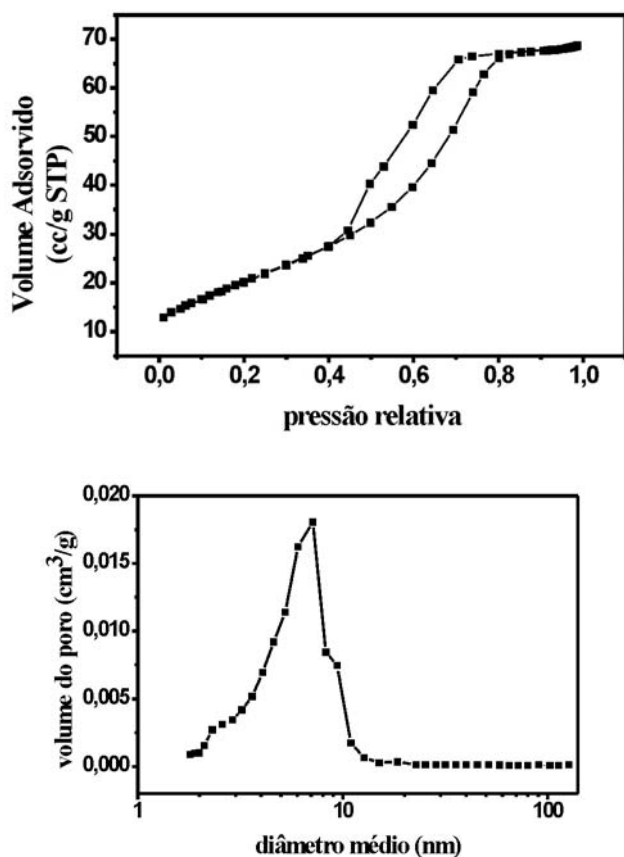 70
60
50
40
30
20
10
Volume Adsorvido
(cc/g STP)
0,0 0,2 0,4 0,6 0,8 1,0
pressão relativa
0,020
0,015
0,010
0,005
0,000
volume do poro (cm³/g)
1 10 100
diâmetro médio (nm)